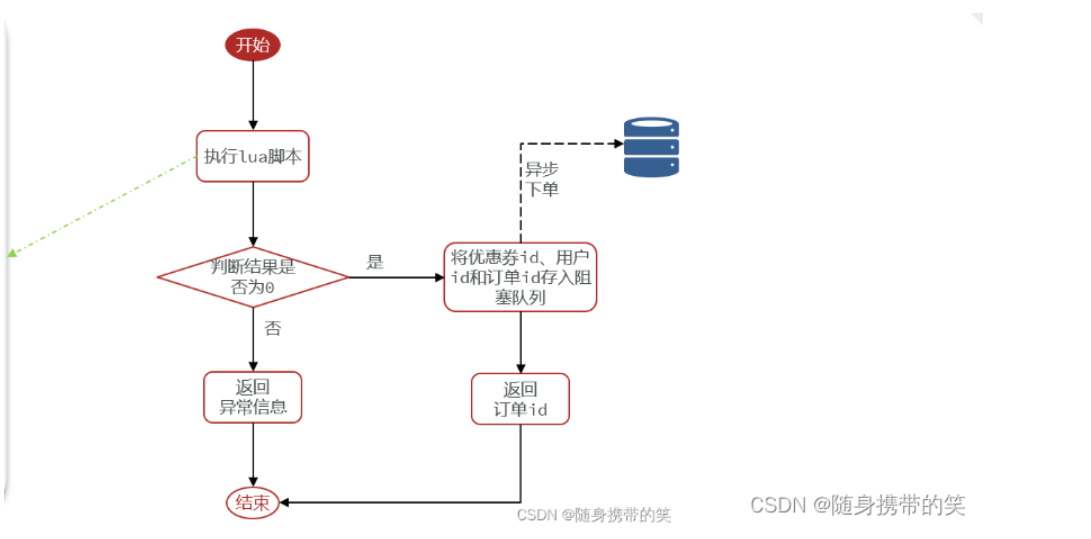 开始
执行lua脚本
异步
下单
判断结果是
否为0
是
将优惠券id、用户
id和订单id存入阻
塞队列
否
返回
异常信息
返回
订单id
结束
CSDN @随身携带的笑
CSDN @随身携带的笑